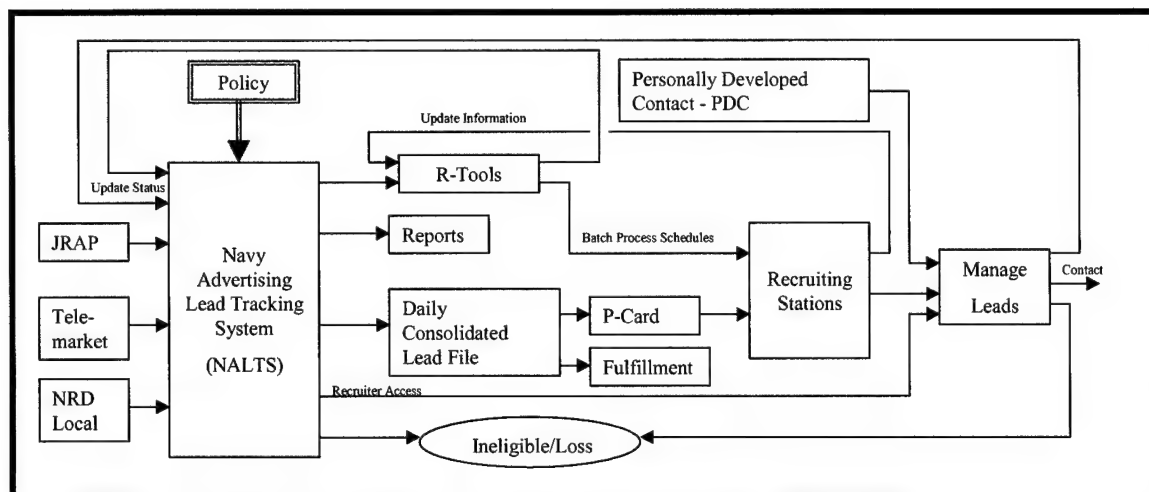 Policy
Personally Developed
Contact - PDC
Update Information
R-Tools
Update Status
JRAP
Reports
Batch Process Schedules
Navy
Advertising
Lead Tracking
System
(NALTS)
Recruiting
Stations
Manage
Leads
Contact
Tele-
market
Daily
Consolidated
Lead File
P-Card
Fulfillment
NRD
Local
Recruiter Access
Ineligible/Loss